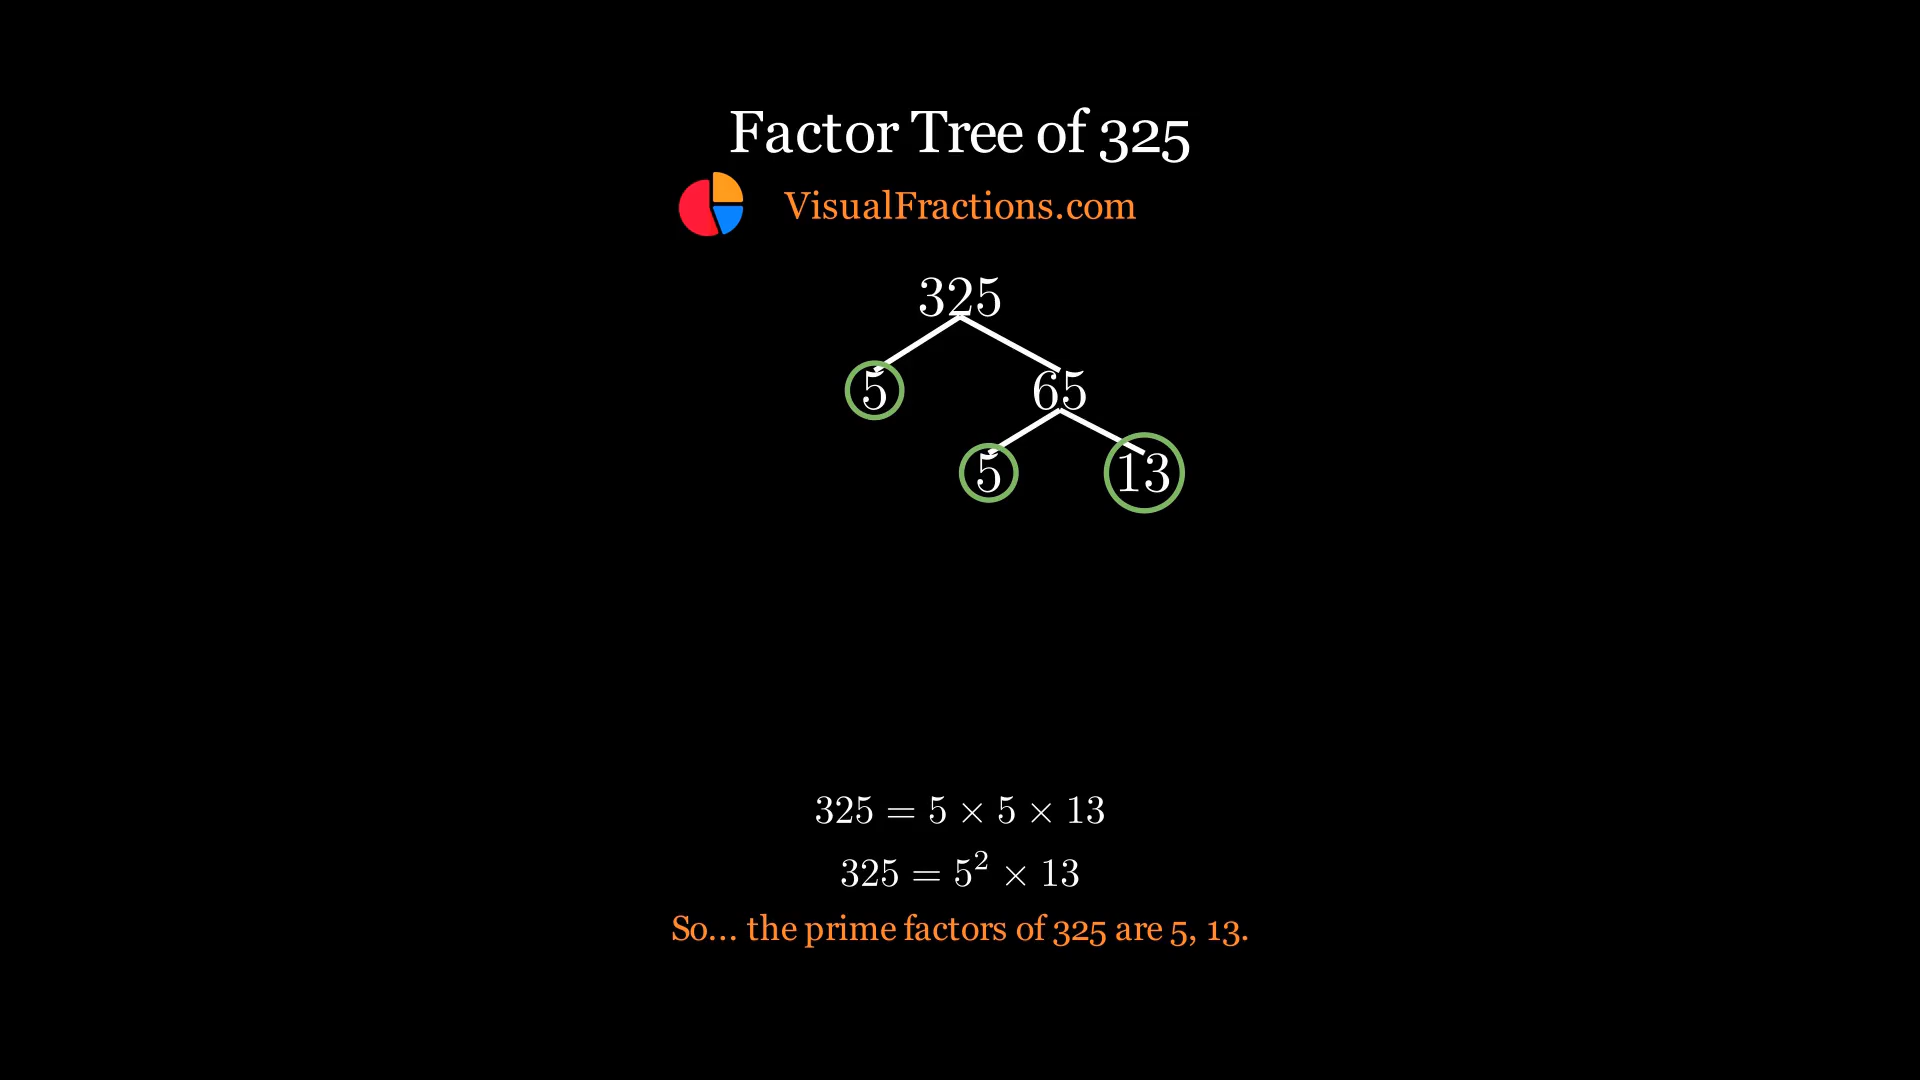 Factor Tree of 325
VisualFractions.com
325
5 65
5 13
325 = 5 × 5 × 13
325 = 5² × 13
So... the prime factors of 325 are 5, 13.